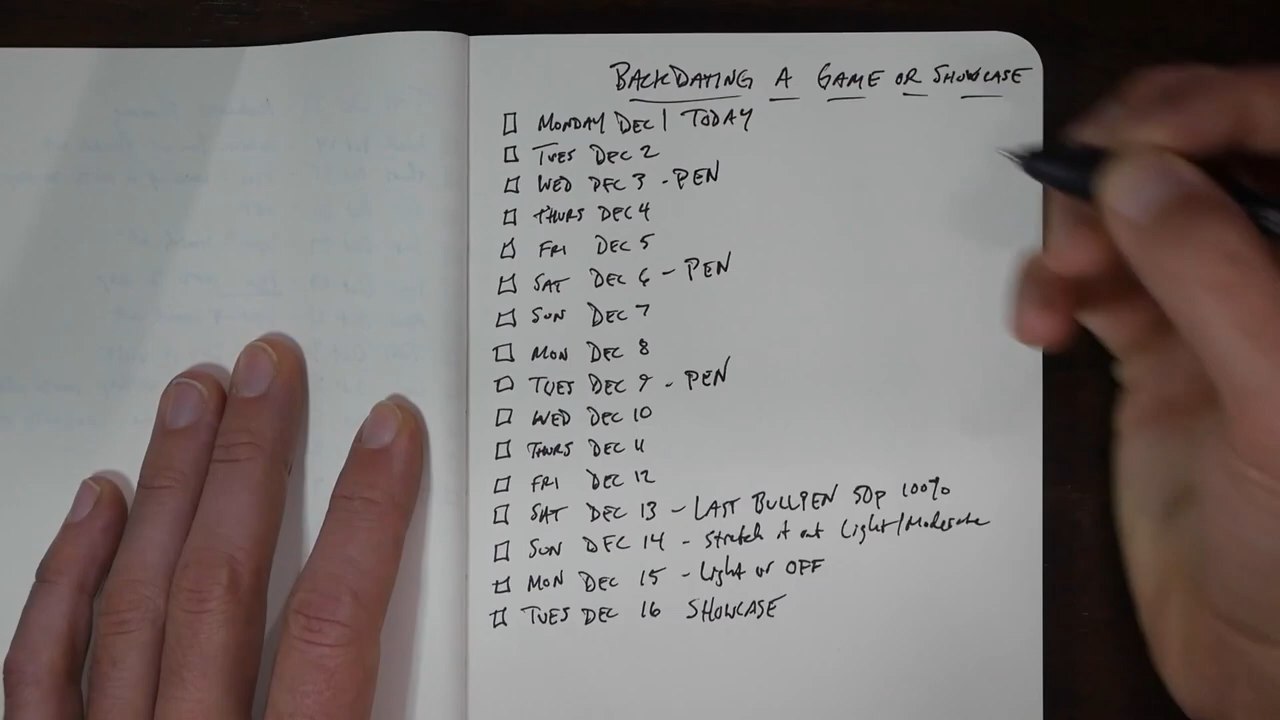 BACKDATING A GAME OR SHOWCASE
MONDAY DEC 1 TODAY
TUES DEC 2
WED DEC 3 - PEN
THURS DEC 4
FRI DEC 5
SAT DEC 6 - PEN
SUN DEC 7
MON DEC 8
TUES DEC 9 - PEN
WED DEC 10
THURS DEC 11
FRI DEC 12
SAT DEC 13 - LAST BULLPEN 50p 100%
SUN DEC 14 - Stretch it out Light/Moderate
MON DEC 15 - Light or OFF
TUES DEC 16 SHOWCASE